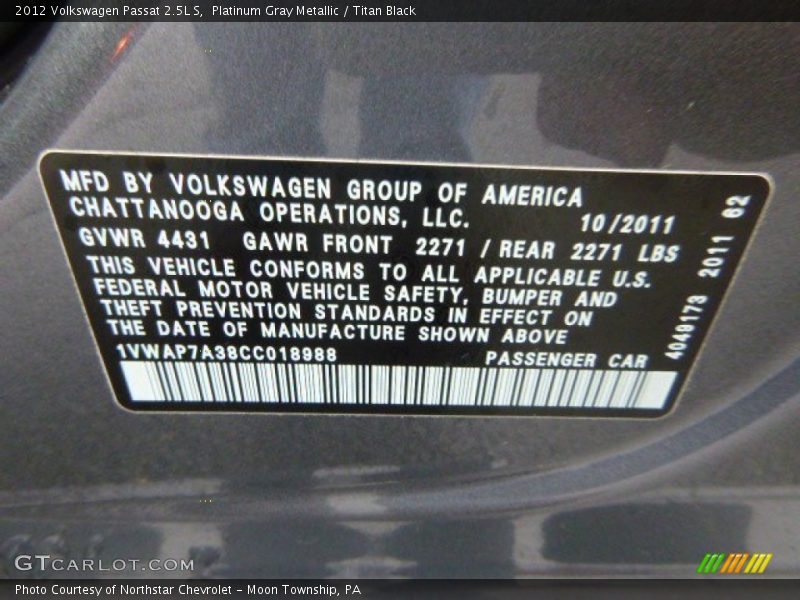 2012 Volkswagen Passat 2.5L S, Platinum Gray Metallic / Titan Black
MFD BY VOLKSWAGEN GROUP OF AMERICA
CHATTANOOGA OPERATIONS, LLC.
10/2011
GVWR 4431 GAWR FRONT 2271 / REAR 2271 LBS
THIS VEHICLE CONFORMS TO ALL APPLICABLE U.S.
FEDERAL MOTOR VEHICLE SAFETY, BUMPER AND
THEFT PREVENTION STANDARDS IN EFFECT ON
THE DATE OF MANUFACTURE SHOWN ABOVE
1VWAP7A38CC018988 PASSENGER CAR
4049173 2011 62
GTCARLOT.COM
Photo Courtesy of Northstar Chevrolet - Moon Township, PA